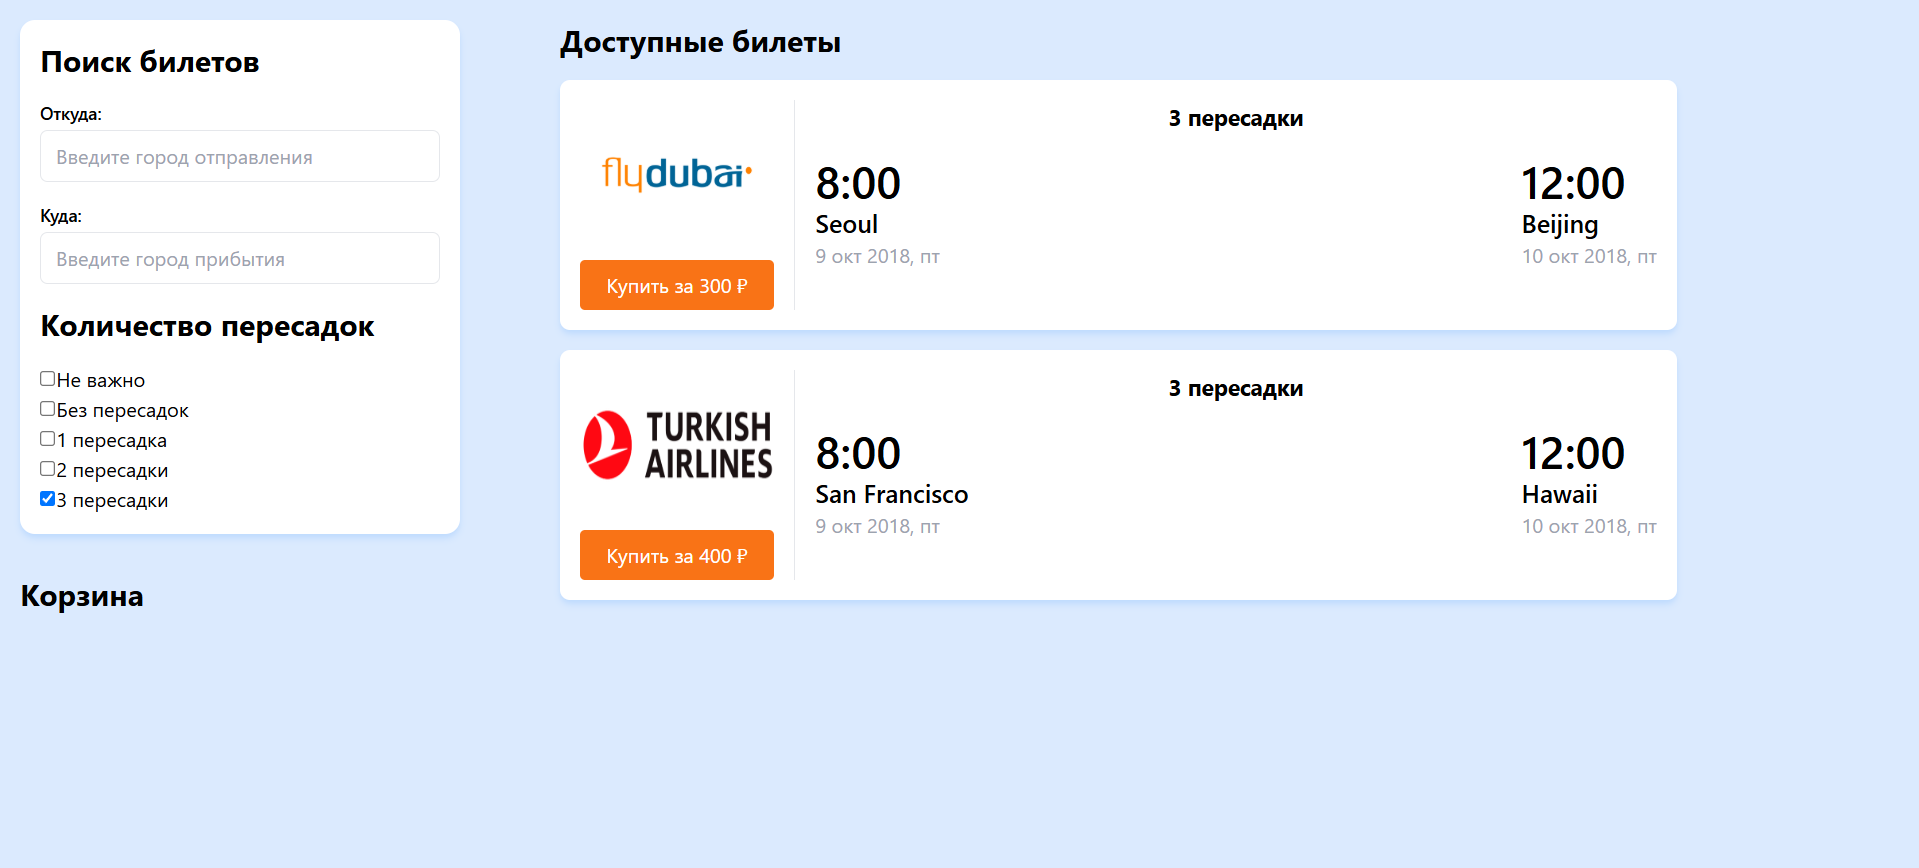 Поиск билетов
Откуда:
Введите город отправления
Куда:
Введите город прибытия
Количество пересадок
Не важно
Без пересадок
1 пересадка
2 пересадки
3 пересадки
Корзина
Доступные билеты
flydubai
Купить за 300 ₽
3 пересадки
8:00
Seoul
9 окт 2018, пт
12:00
Beijing
10 окт 2018, пт
TURKISH
AIRLINES
Купить за 400 ₽
3 пересадки
8:00
San Francisco
9 окт 2018, пт
12:00
Hawaii
10 окт 2018, пт